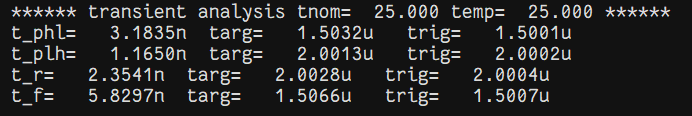 ****** transient analysis tnom=  25.000 temp=  25.000 ******
t_phl=    3.1835n  targ=   1.5032u   trig=   1.5001u
t_plh=    1.1650n  targ=   2.0013u   trig=   2.0002u
t_r=   2.3541n  targ=   2.0028u   trig=   2.0004u
t_f=   5.8297n  targ=   1.5066u   trig=   1.5007u